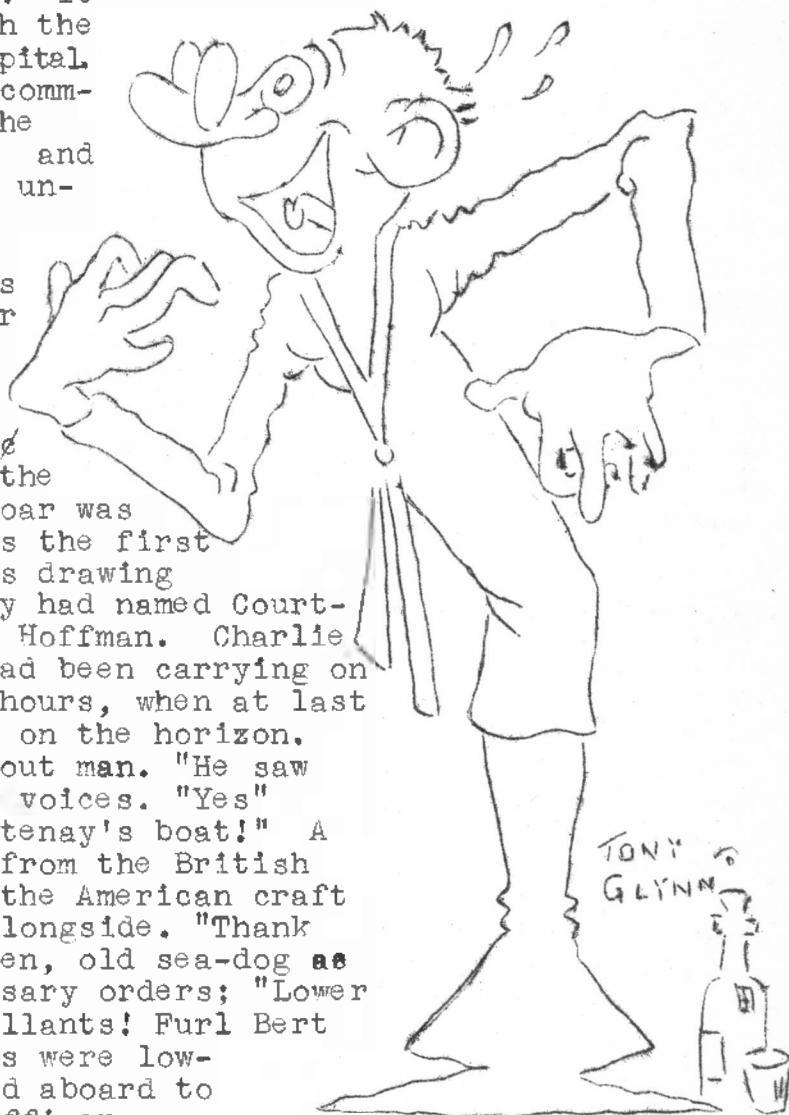 h the
pital.
comm-
he
and
un-
s
r
¢
the
oar was
s the first
s drawing
y had named Court-
Hoffman. Charlie
ad been carrying on
hours, when at last
on the horizon.
out man. "He saw
voices. "Yes"
tenay's boat!" A
from the British
the American craft
longside. "Thank
en, old sea-dog as
sary orders; "Lower
llants! Furl Bert
s were low-
d aboard to
TONY
GLYNN